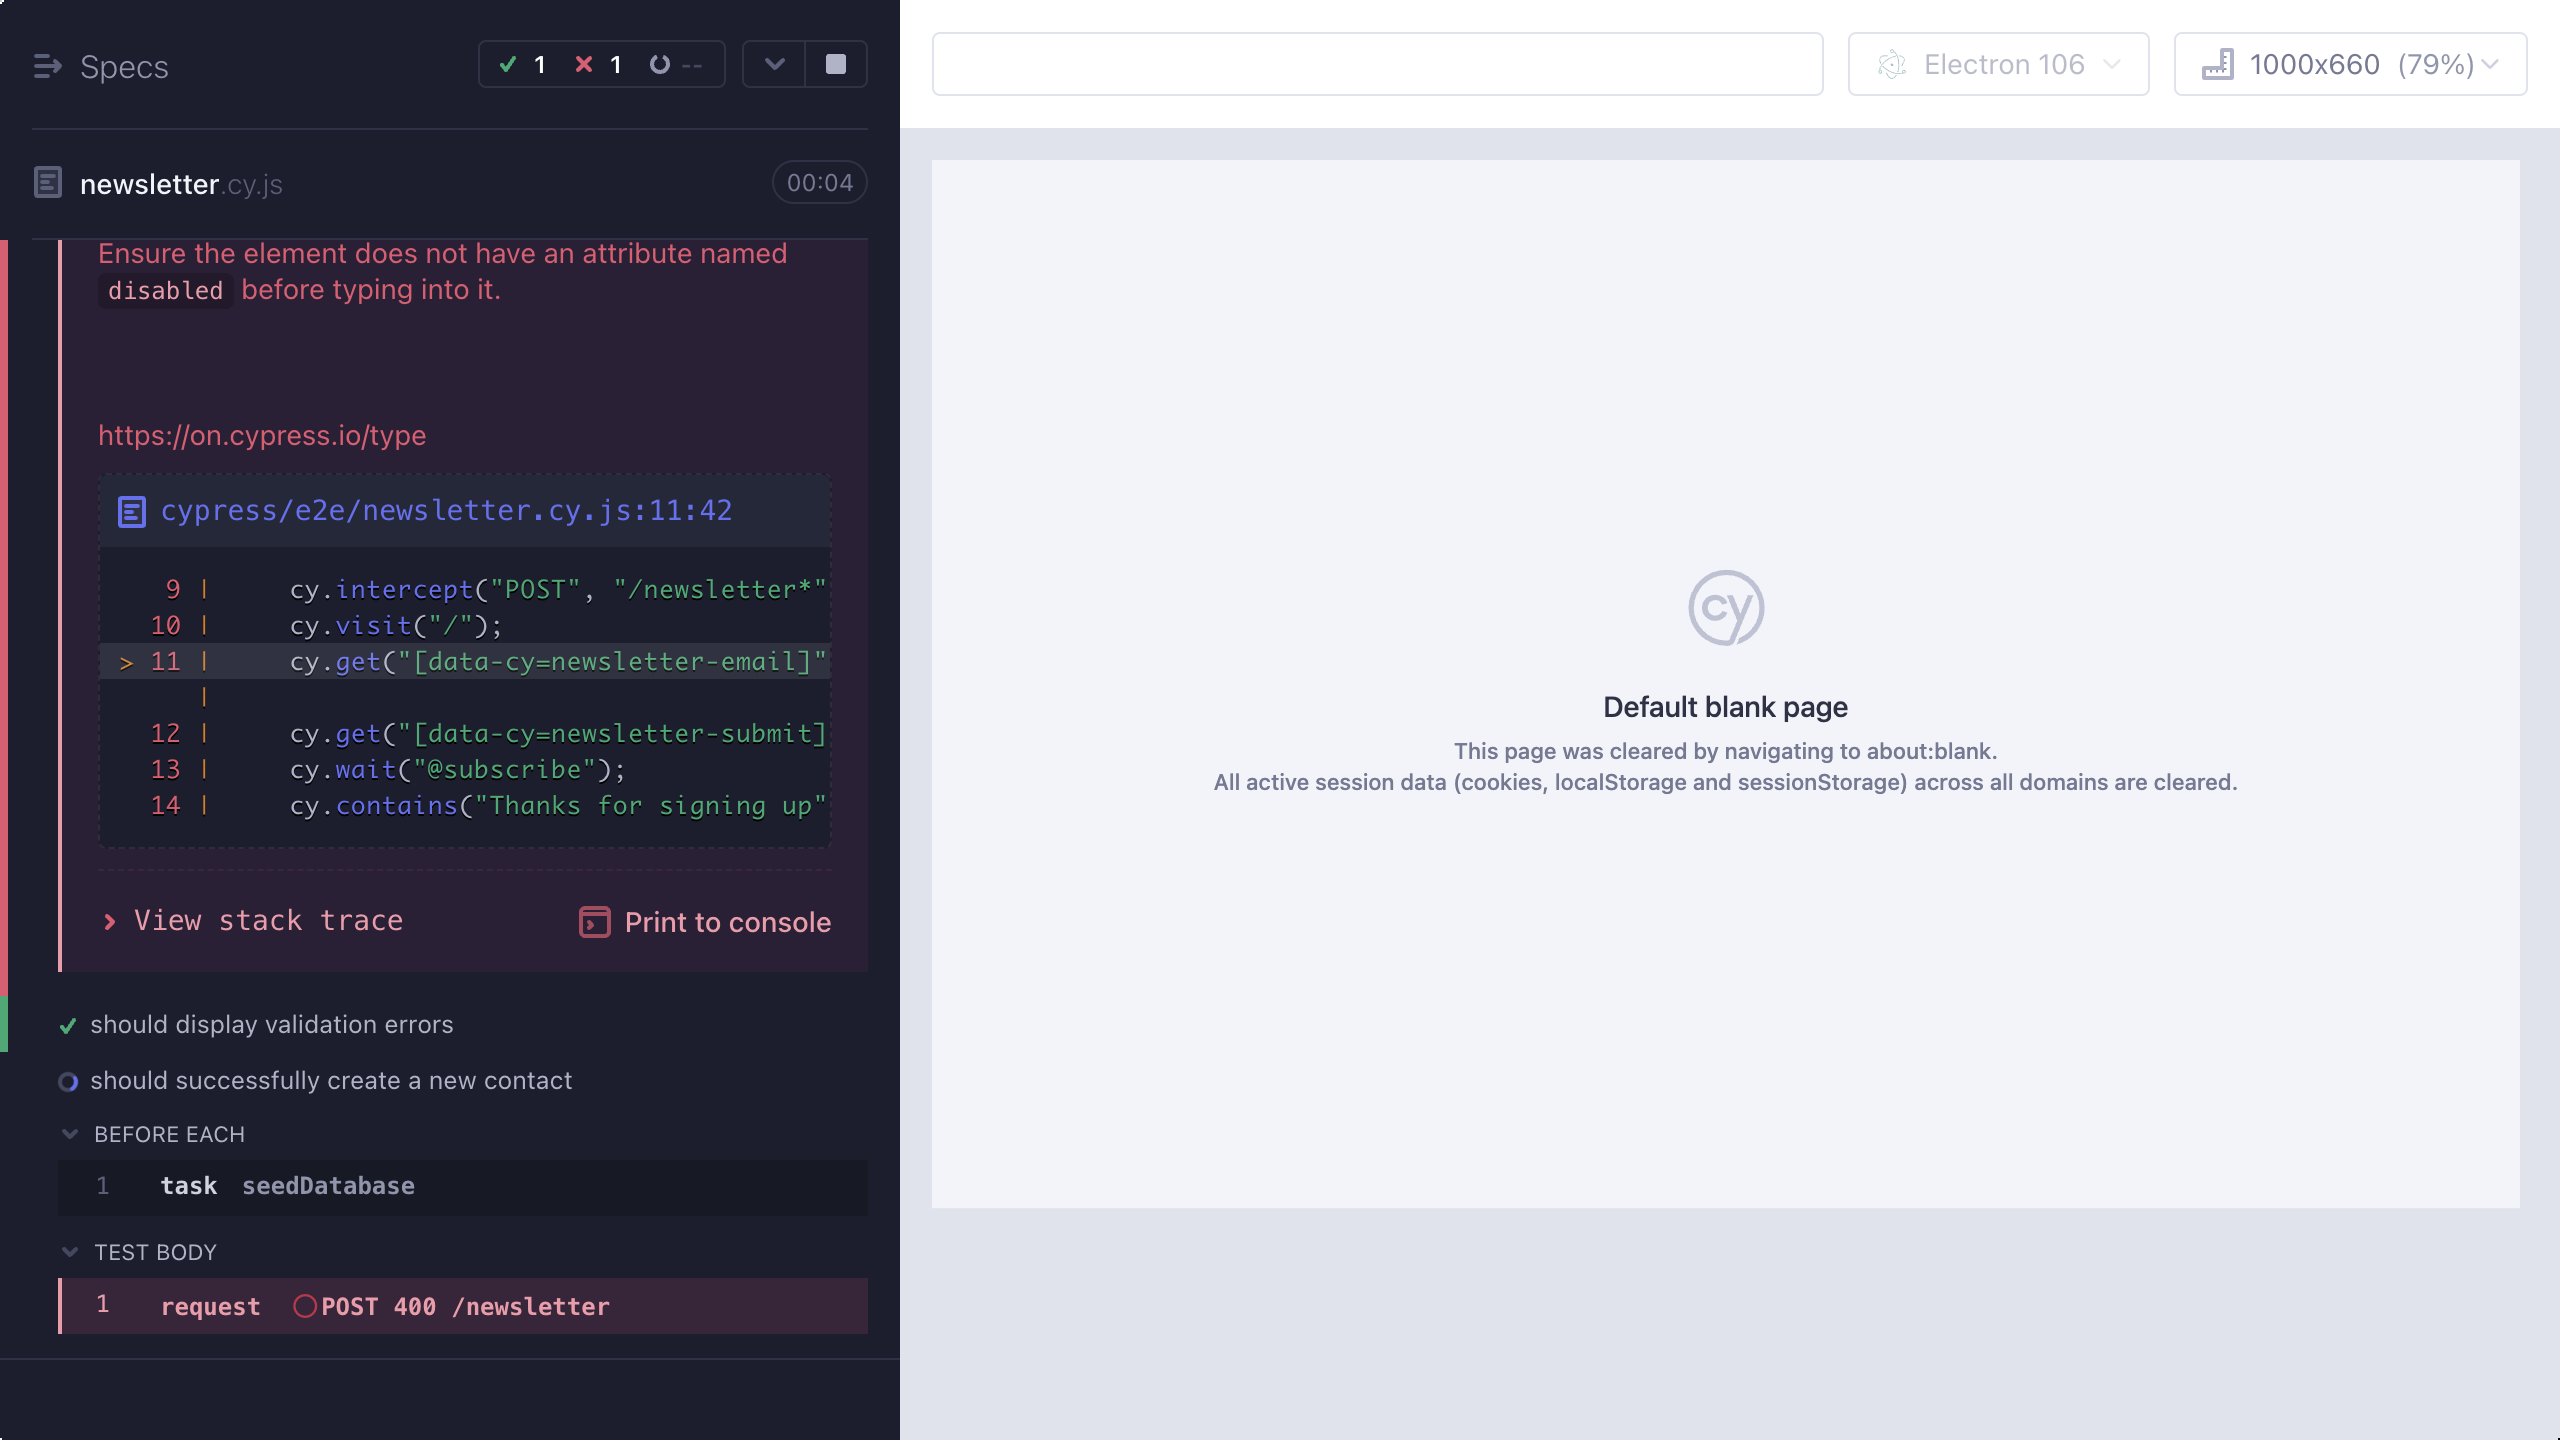 Specs
1 1 --
newsletter.cy.js 00:04
Ensure the element does not have an attribute named
disabled before typing into it.
https://on.cypress.io/type
cypress/e2e/newsletter.cy.js:11:42
9 | cy.intercept("POST", "/newsletter*"
10 | cy.visit("/");
> 11 | cy.get("[data-cy=newsletter-email]"
|
12 | cy.get("[data-cy=newsletter-submit]
13 | cy.wait("@subscribe");
14 | cy.contains("Thanks for signing up"
View stack trace Print to console
should display validation errors
should successfully create a new contact
BEFORE EACH
1 task seedDatabase
TEST BODY
1 request POST 400 /newsletter
Electron 106
1000x660 (79%)
cy
Default blank page
This page was cleared by navigating to about:blank.
All active session data (cookies, localStorage and sessionStorage) across all domains are cleared.